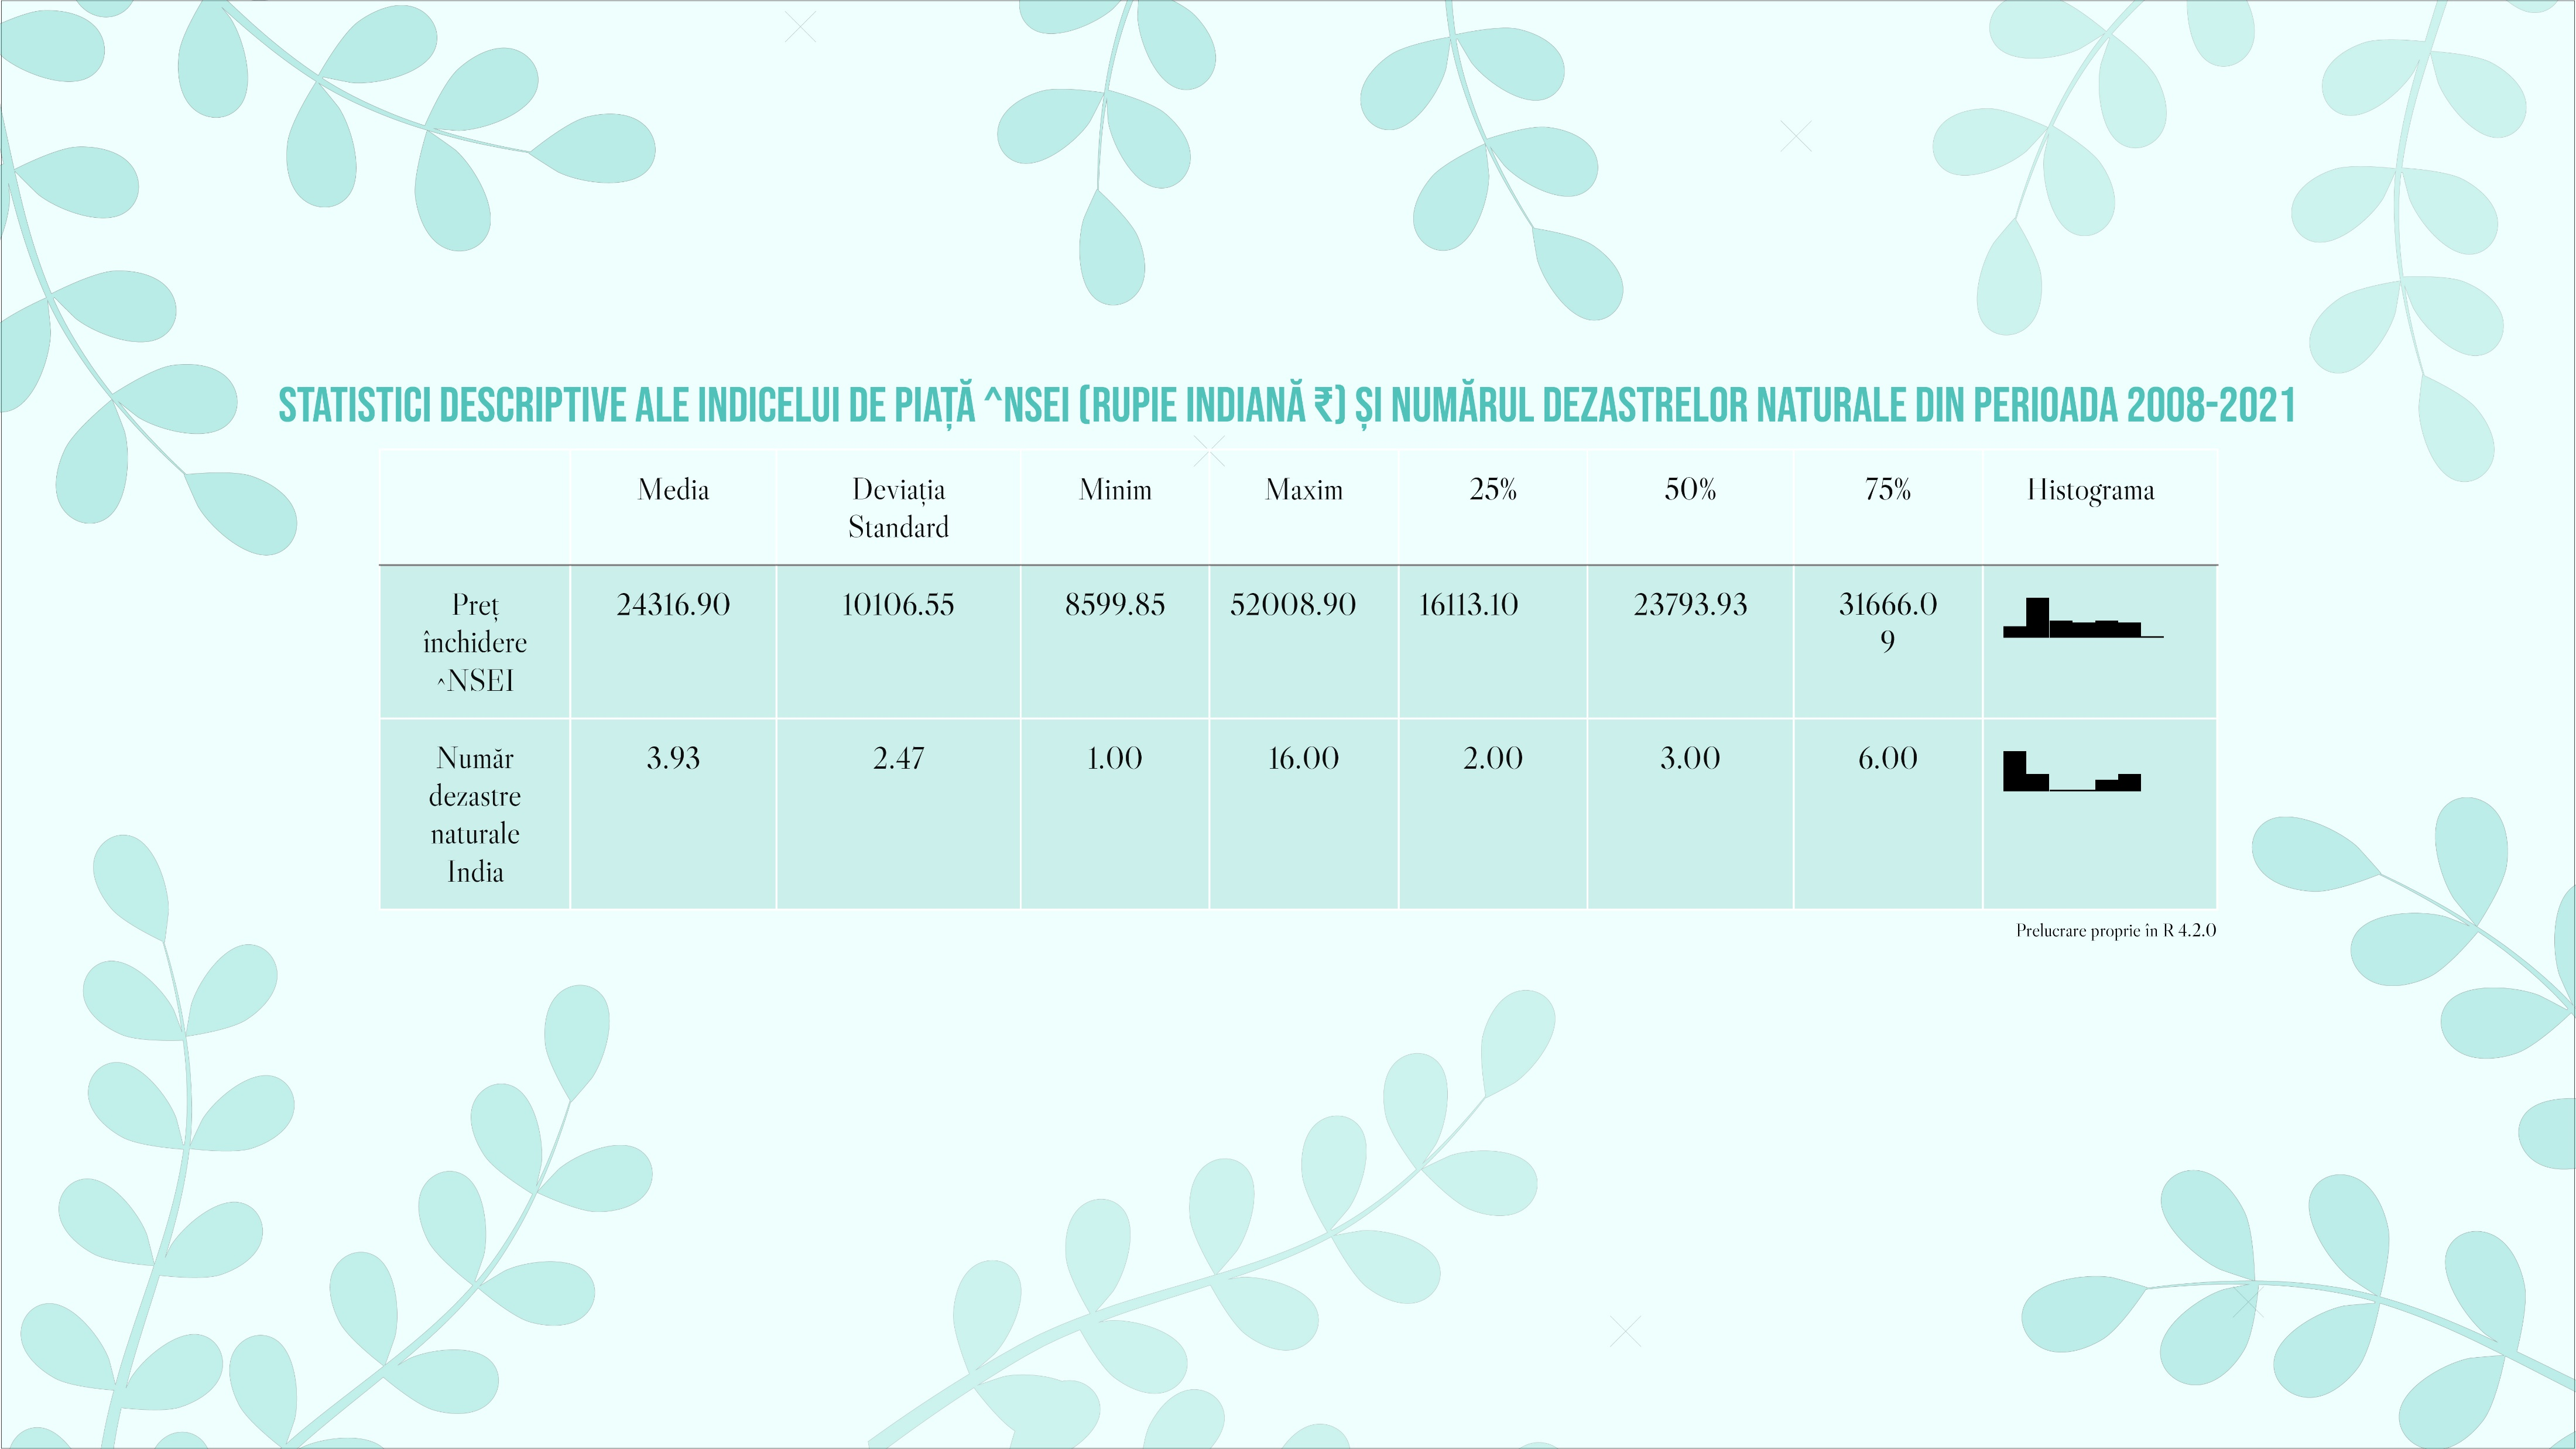 STATISTICI DESCRIPTIVE ALE INDICELUI DE PIAȚĂ ^NSEI (RUPIE INDIANĂ ₹) ȘI NUMĂRUL DEZASTRELOR NATURALE DIN PERIOADA 2008-2021
Media Deviația Standard Minim Maxim 25% 50% 75% Histograma
Preț închidere ^NSEI 24316.90 10106.55 8599.85 52008.90 16113.10 23793.93 31666.09
Număr dezastre naturale India 3.93 2.47 1.00 16.00 2.00 3.00 6.00
Prelucrare proprie în R 4.2.0